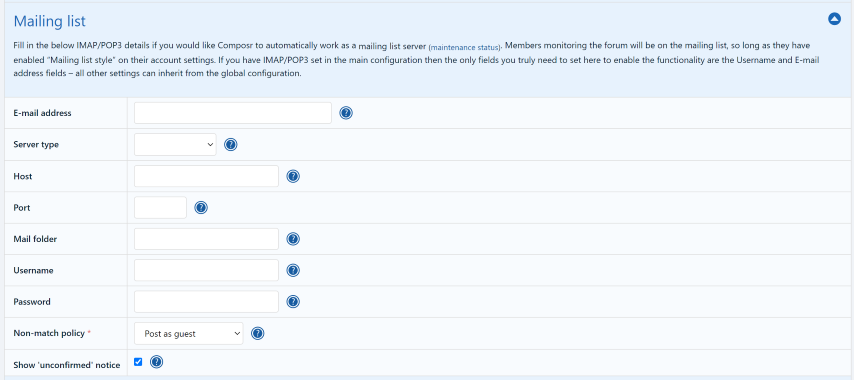 Mailing list
Fill in the below IMAP/POP3 details if you would like Composr to automatically work as a mailing list server (maintenance status). Members monitoring the forum will be on the mailing list, so long as they have
enabled "Mailing list style" on their account settings. If you have IMAP/POP3 set in the main configuration then the only fields you truly need to set here to enable the functionality are the Username and E-mail
address fields – all other settings can inherit from the global configuration.
E-mail address ?
Server type ?
Host ?
Port ?
Mail folder ?
Username ?
Password ?
Non-match policy * Post as guest ?
Show 'unconfirmed' notice ?